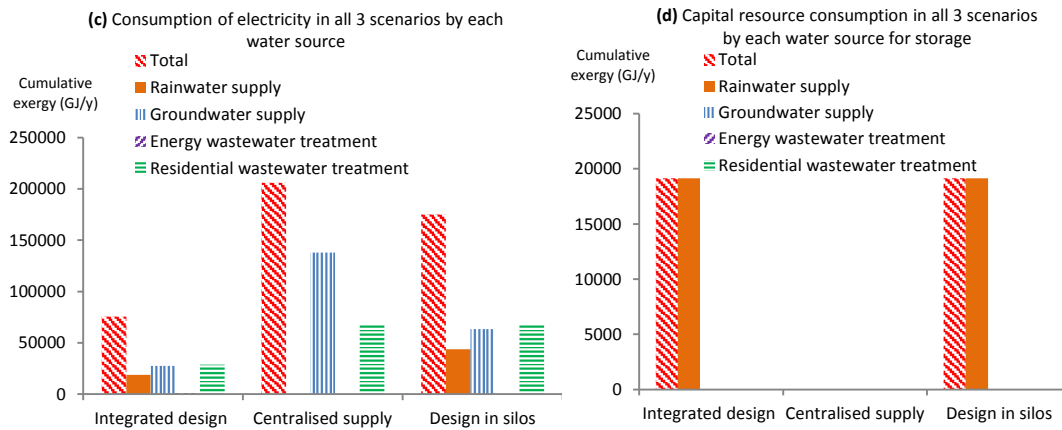 (c) Consumption of electricity in all 3 scenarios by each
water source
Cumulative
exergy (GJ/y)
Total
Rainwater supply
Groundwater supply
Energy wastewater treatment
Residential wastewater treatment
250000
200000
150000
100000
50000
0
Integrated design
Centralised supply
Design in silos
(d) Capital resource consumption in all 3 scenarios
by each water source for storage
Cumulative
exergy (GJ/y)
Total
Rainwater supply
Groundwater supply
Energy wastewater treatment
Residential wastewater treatment
25000
20000
15000
10000
5000
0
Integrated design
Centralised supply
Design in silos